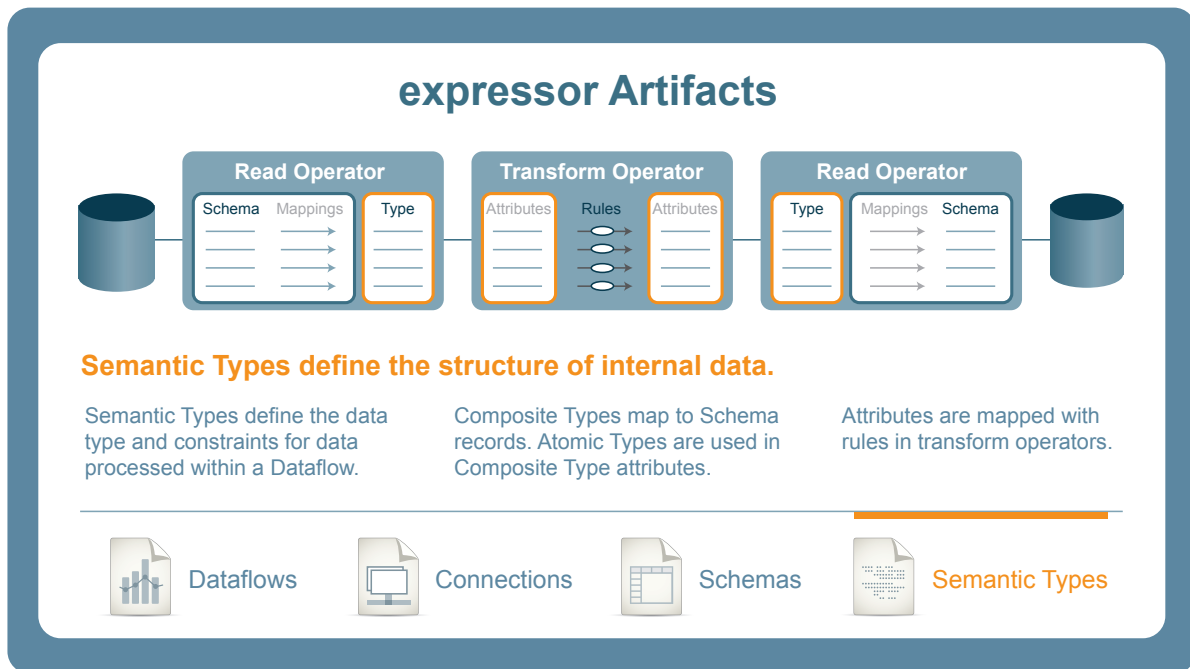 expressor Artifacts
Read Operator
Schema Mappings Type
Transform Operator
Attributes Rules Attributes
Read Operator
Type Mappings Schema
Semantic Types define the structure of internal data.
Semantic Types define the data
type and constraints for data
processed within a Dataflow.
Composite Types map to Schema
records. Atomic Types are used in
Composite Type attributes.
Attributes are mapped with
rules in transform operators.
Dataflows
Connections
Schemas
Semantic Types